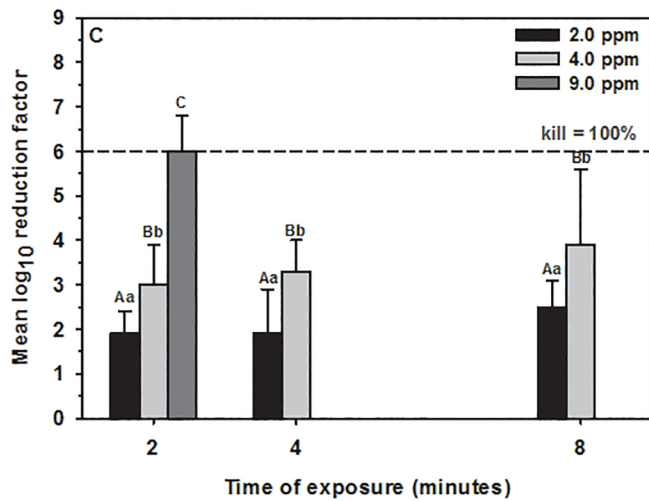 C
2.0 ppm
4.0 ppm
9.0 ppm
kill = 100%
9
8
7
6
5
4
3
2
1
0
Mean log10 reduction factor
Aa
Bb
C
Aa
Bb
Aa
Bb
2
4
8
Time of exposure (minutes)